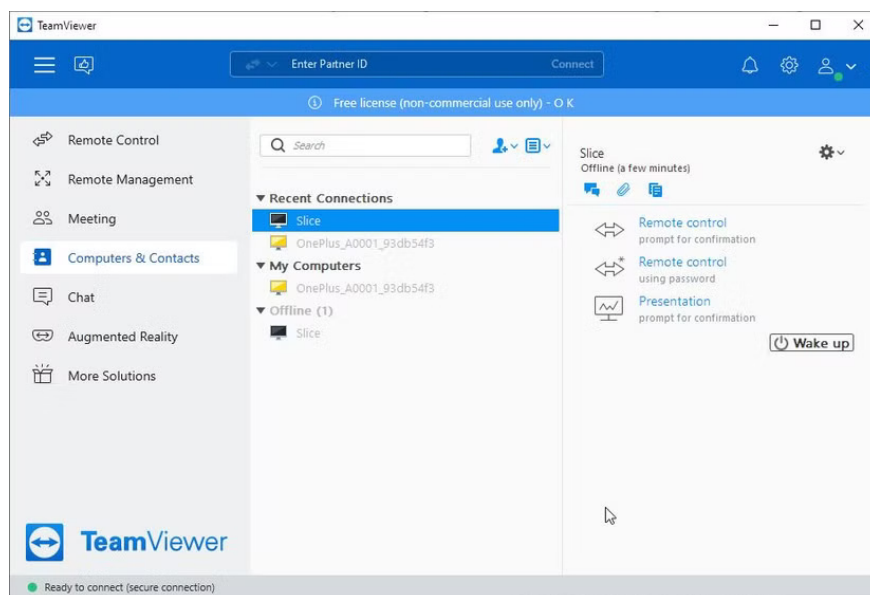 TeamViewer
Enter Partner ID
Connect
Free license (non-commercial use only) - O K
Remote Control
Remote Management
Meeting
Computers & Contacts
Chat
Augmented Reality
More Solutions
TeamViewer
Search
Recent Connections
Slice
OnePlus_A0001_93db54f3
My Computers
OnePlus_A0001_93db54f3
Offline (1)
Slice
Slice
Offline (a few minutes)
Remote control
prompt for confirmation
Remote control
using password
Presentation
prompt for confirmation
Wake up
Ready to connect (secure connection)